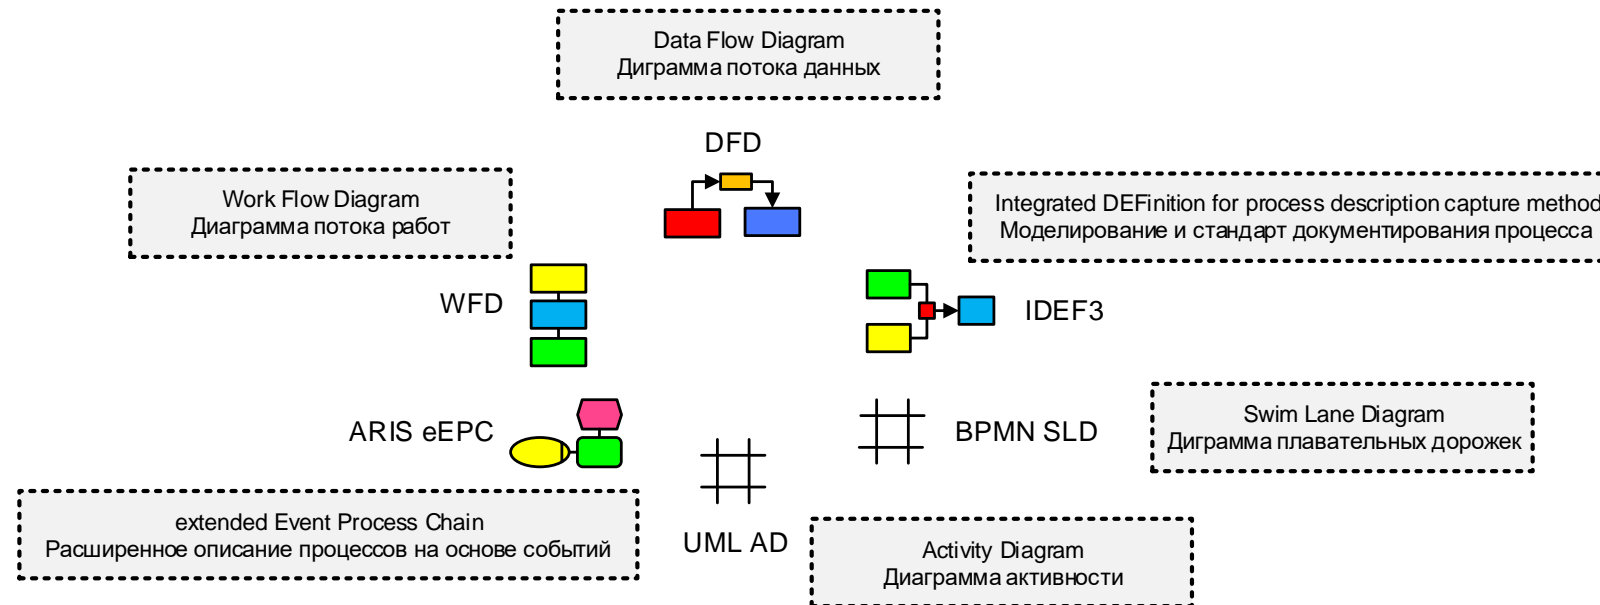 Data Flow Diagram
Диграмма потока данных
DFD
Work Flow Diagram
Диаграмма потока работ
Integrated DEFinition for process description capture method
Моделирование и стандарт документирования процесса
WFD
IDEF3
ARIS eEPC
BPMN SLD
Swim Lane Diagram
Диграмма плавательных дорожек
extended Event Process Chain
Расширенное описание процессов на основе событий
UML AD
Activity Diagram
Диаграмма активности